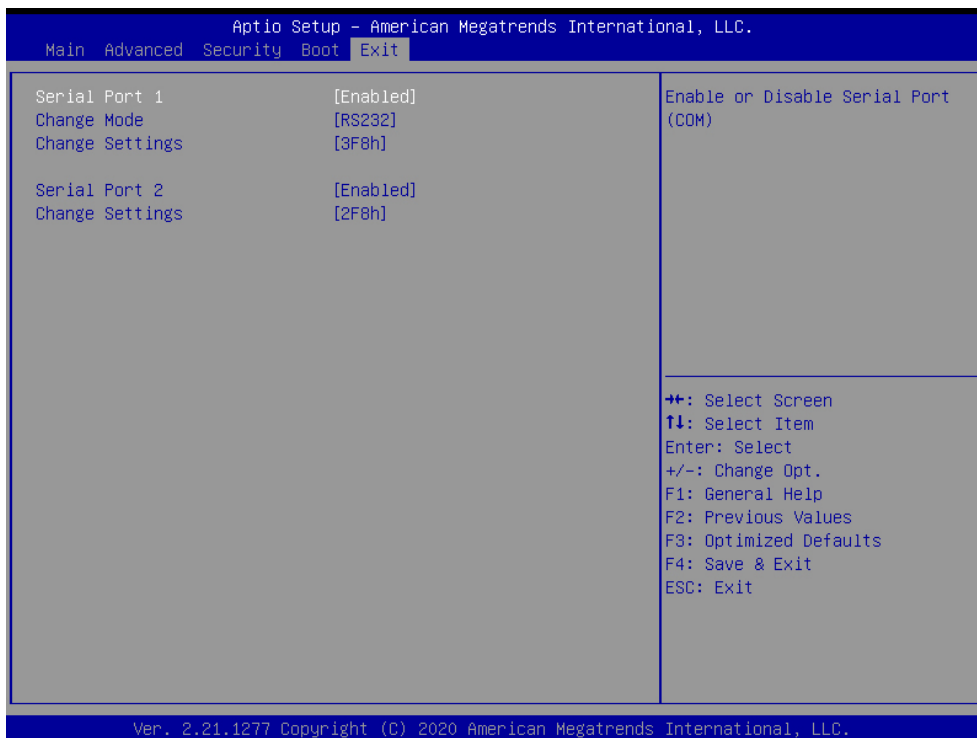 Aptio Setup – American Megatrends International, LLC.
Main Advanced Security Boot Exit
Serial Port 1 [Enabled]
Change Mode [RS232]
Change Settings [3F8h]
Serial Port 2 [Enabled]
Change Settings [2F8h]
Enable or Disable Serial Port
(COM)
→←: Select Screen
↑↓: Select Item
Enter: Select
+/-: Change Opt.
F1: General Help
F2: Previous Values
F3: Optimized Defaults
F4: Save & Exit
ESC: Exit
Ver. 2.21.1277 Copyright (C) 2020 American Megatrends International, LLC.